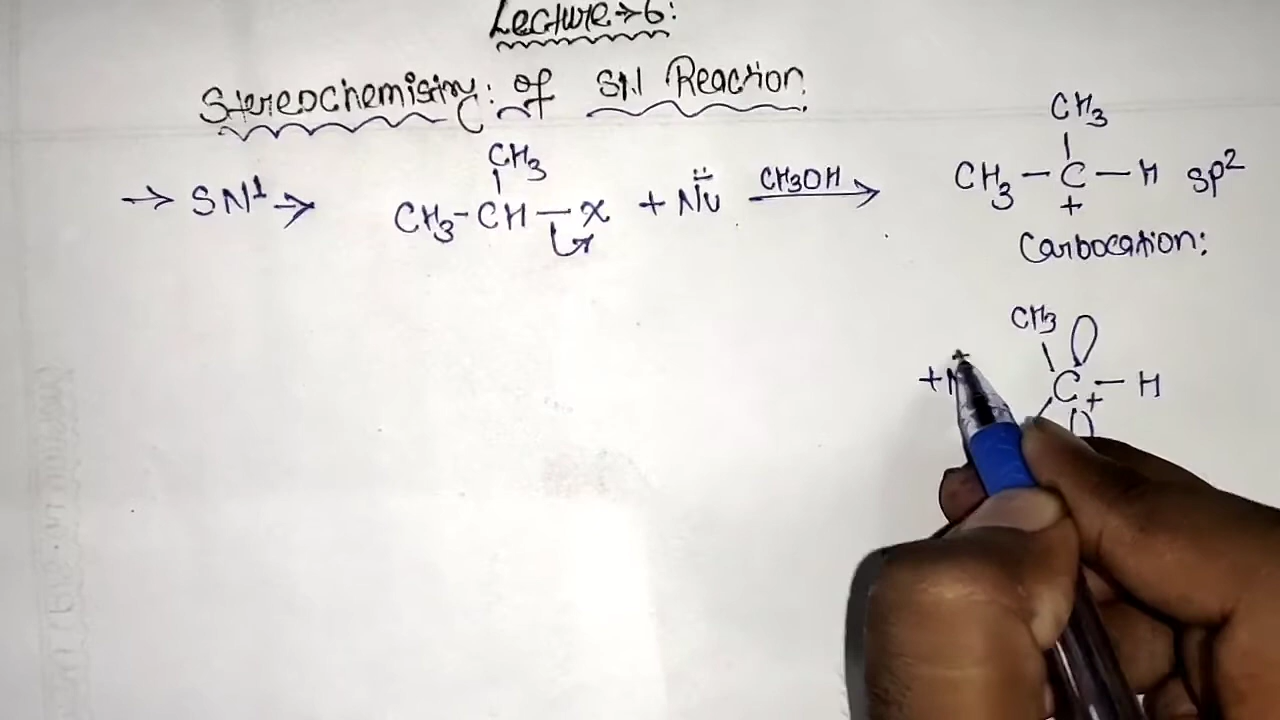 Lecture → 6:
Stereochemistry: of SN1 Reaction.
CH3
→ SN1 → CH3-CH-X + Nu CH3OH → CH3-C-H sp2
CH3
+
Carbocation:
CH3
+N C - H
+